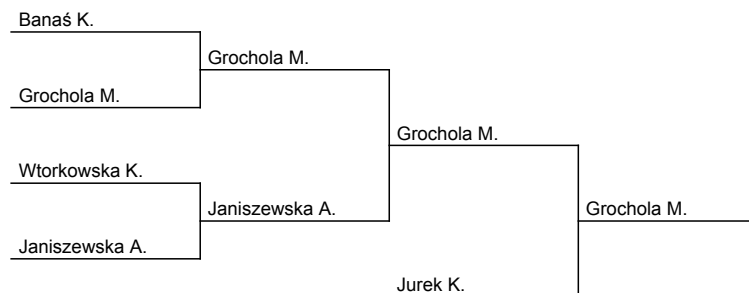 Banaś K.
Grochola M.
Grochola M.
Grochola M.
Wtorkowska K.
Janiszewska A.
Grochola M.
Janiszewska A.
Jurek K.